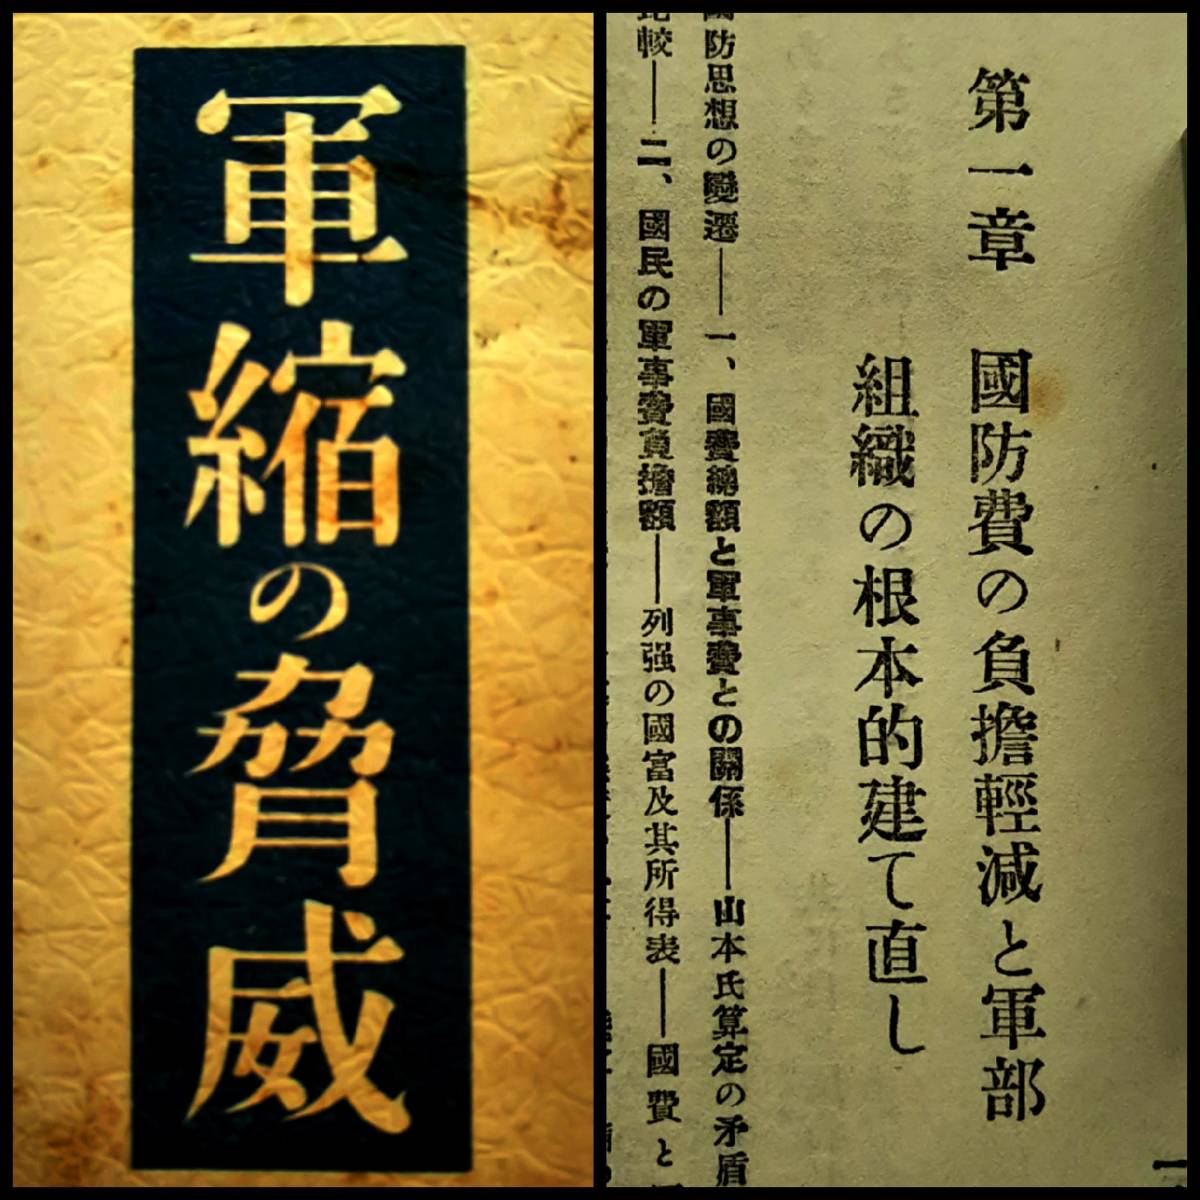 軍縮の脅威
第一章　國防費の負擔輕減と軍部
組織の根本的建て直し
國防思想の變遷――一、國費總額と軍事費との關係――山本氏算定の矛盾
比較――二、國民の軍事費負擔額――列强の國富及其所得表――國費と